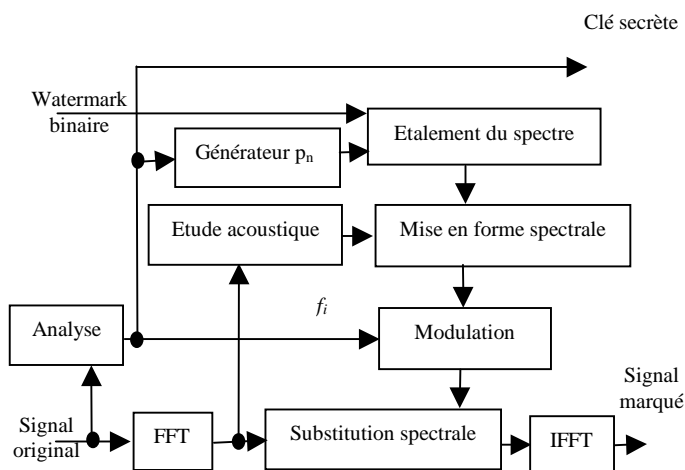 Clé secrète
Watermark
binaire
Etalement du spectre
Générateur pn
Etude acoustique
Mise en forme spectrale
fi
Analyse
Modulation
Signal
marqué
Signal
original
FFT
Substitution spectrale
IFFT